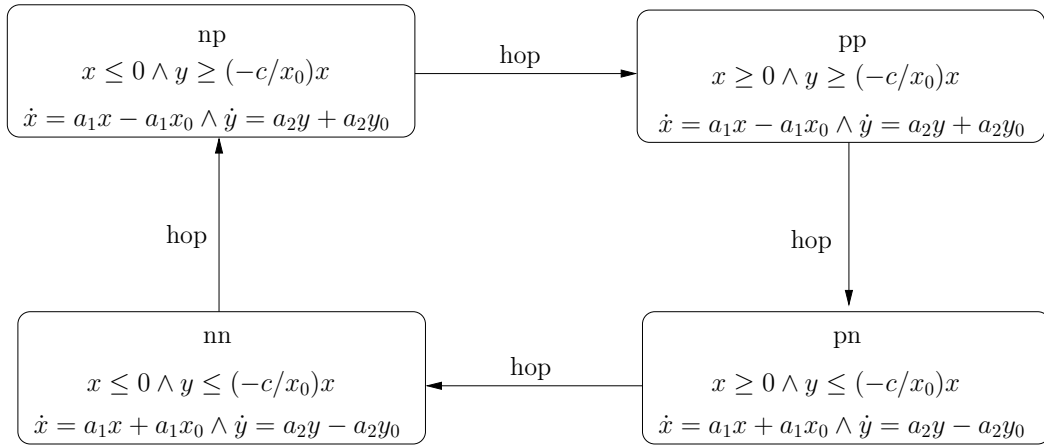 np
x ≤ 0 ∧ y ≥ (−c/x₀)x
ẋ = a₁x − a₁x₀ ∧ ẏ = a₂y + a₂y₀
hop
pp
x ≥ 0 ∧ y ≥ (−c/x₀)x
ẋ = a₁x − a₁x₀ ∧ ẏ = a₂y + a₂y₀
hop
hop
nn
x ≤ 0 ∧ y ≤ (−c/x₀)x
ẋ = a₁x + a₁x₀ ∧ ẏ = a₂y − a₂y₀
hop
pn
x ≥ 0 ∧ y ≤ (−c/x₀)x
ẋ = a₁x + a₁x₀ ∧ ẏ = a₂y − a₂y₀